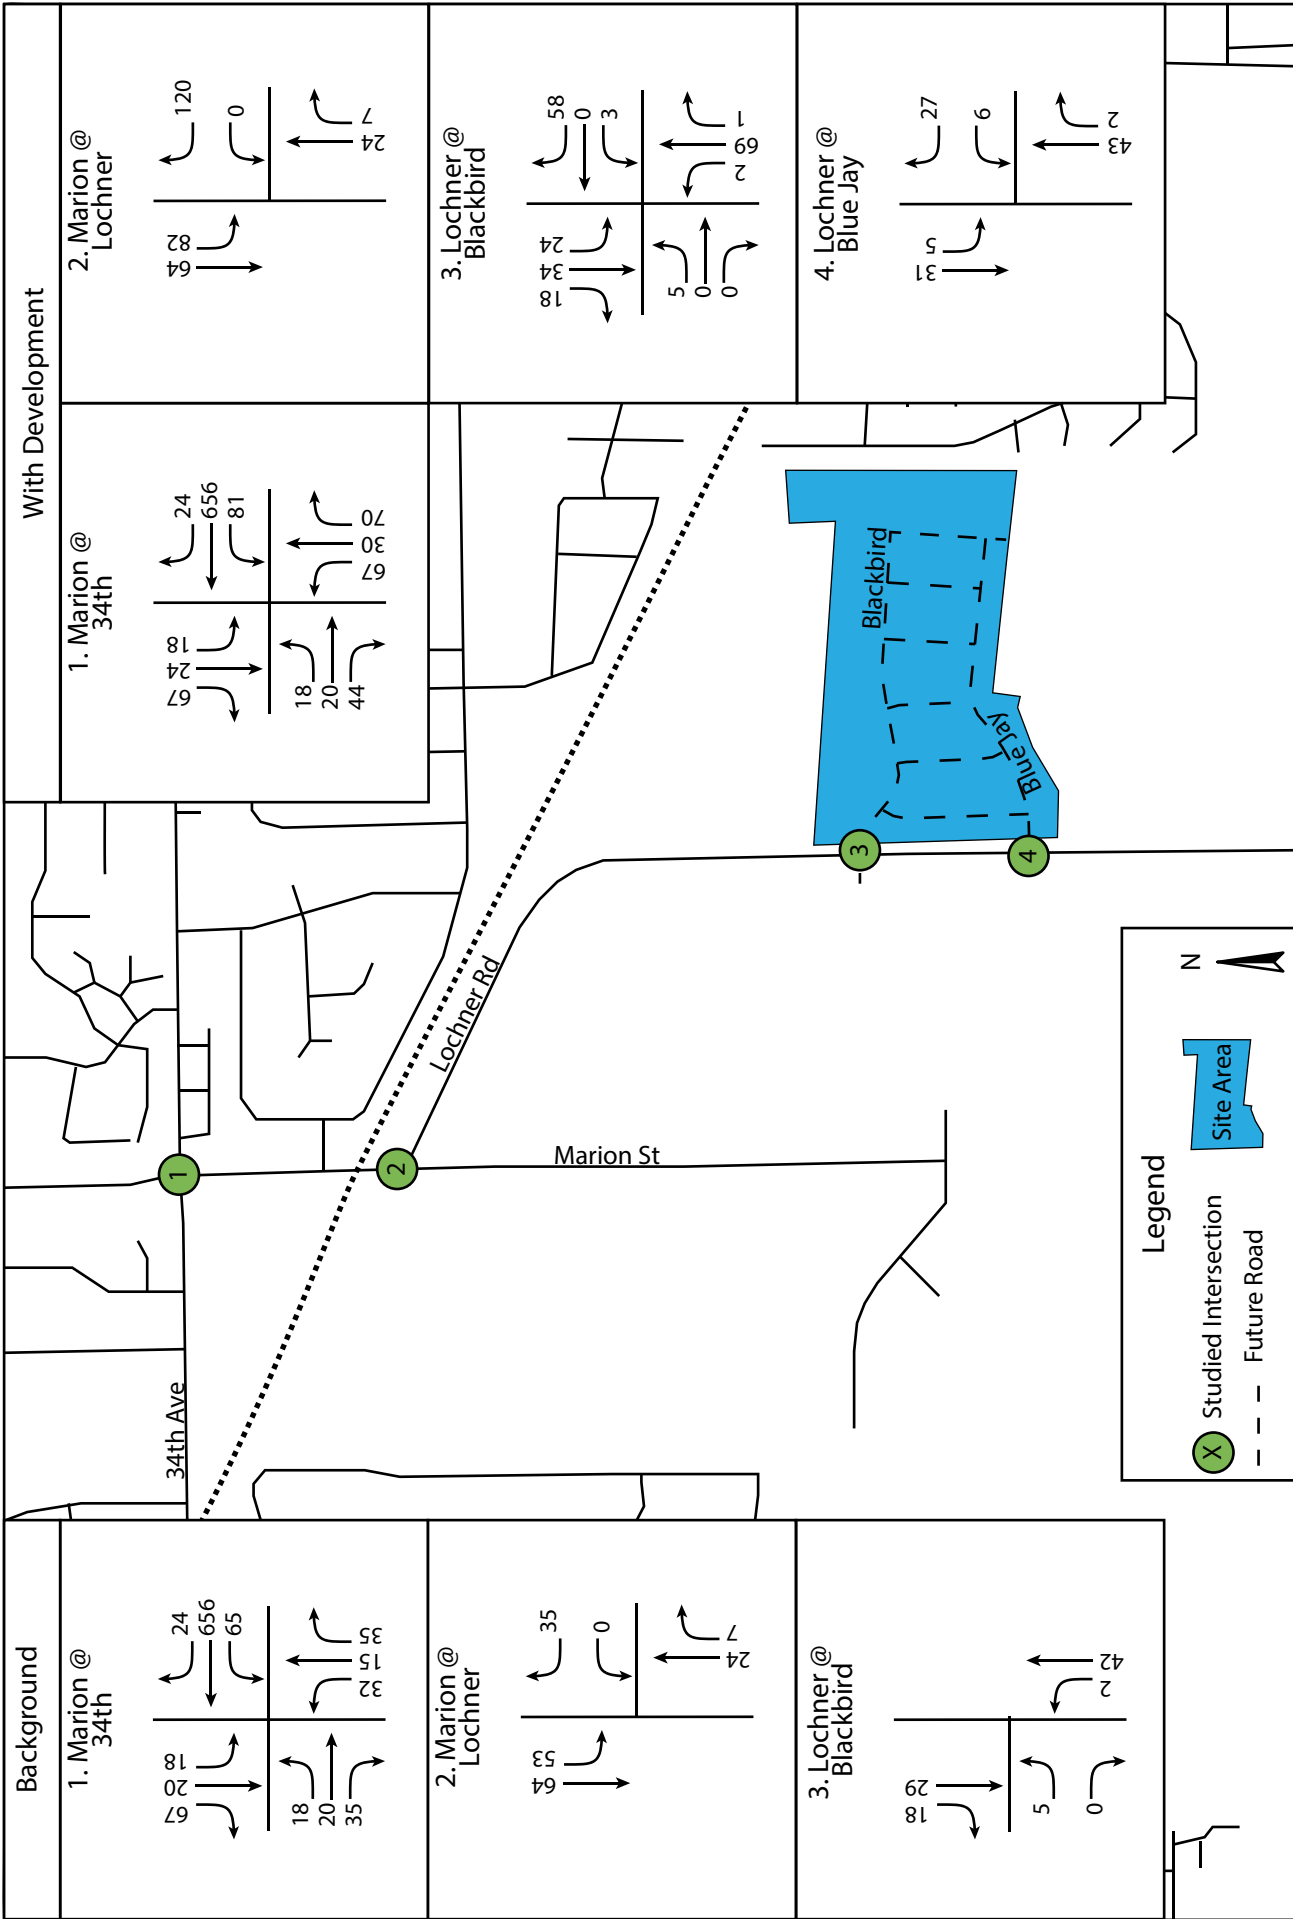 Background
1. Marion @
34th
67
20
18
24
656
65
18
20
35
32
15
35
2. Marion @
Lochner
64
53
35
0
24
7
3. Lochner @
Blackbird
18
29
5
0
2
42
With Development
1. Marion @
34th
67
24
18
24
656
81
18
20
44
67
30
70
2. Marion @
Lochner
64
82
120
0
24
7
3. Lochner @
Blackbird
18
34
24
58
0
3
5
0
0
2
69
1
4. Lochner @
Blue Jay
31
5
27
6
43
2
34th Ave
1
2
Lochner Rd
Marion St
3
Blackbird
Blue Jay
4
Legend
X Studied Intersection
Site Area
N
Future Road